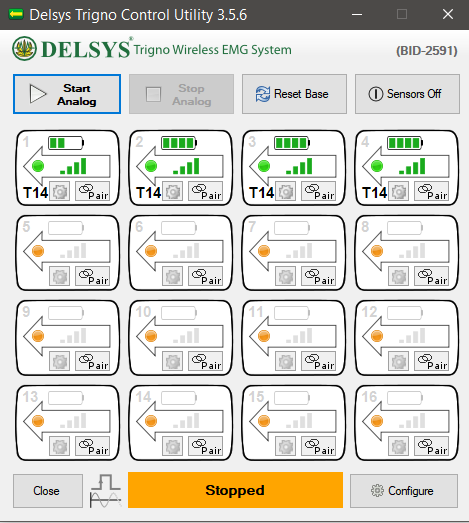 Delsys Trigno Control Utility 3.5.6
DELSYS® Trigno Wireless EMG System (BID-2591)
Start Analog
Stop Analog
Reset Base
Sensors Off
1 2 3 4
T14 Pair T14 Pair T14 Pair T14 Pair
5 6 7 8
Pair Pair Pair Pair
9 10 11 12
Pair Pair Pair Pair
13 14 15 16
Pair Pair Pair Pair
Close Stopped Configure